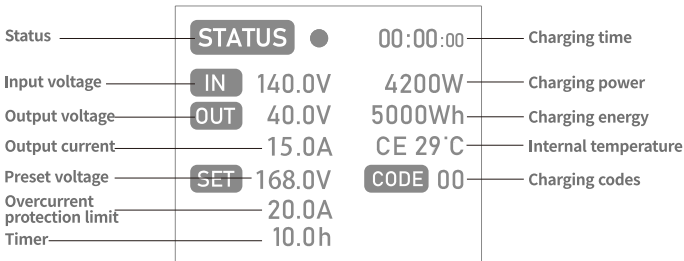 Status STATUS 00:00:00 Charging time
Input voltage IN 140.0V 4200W Charging power
Output voltage OUT 40.0V 5000Wh Charging energy
Output current 15.0A CE 29°C Internal temperature
Preset voltage SET 168.0V CODE 00 Charging codes
Overcurrent
protection limit 20.0A
Timer 10.0h